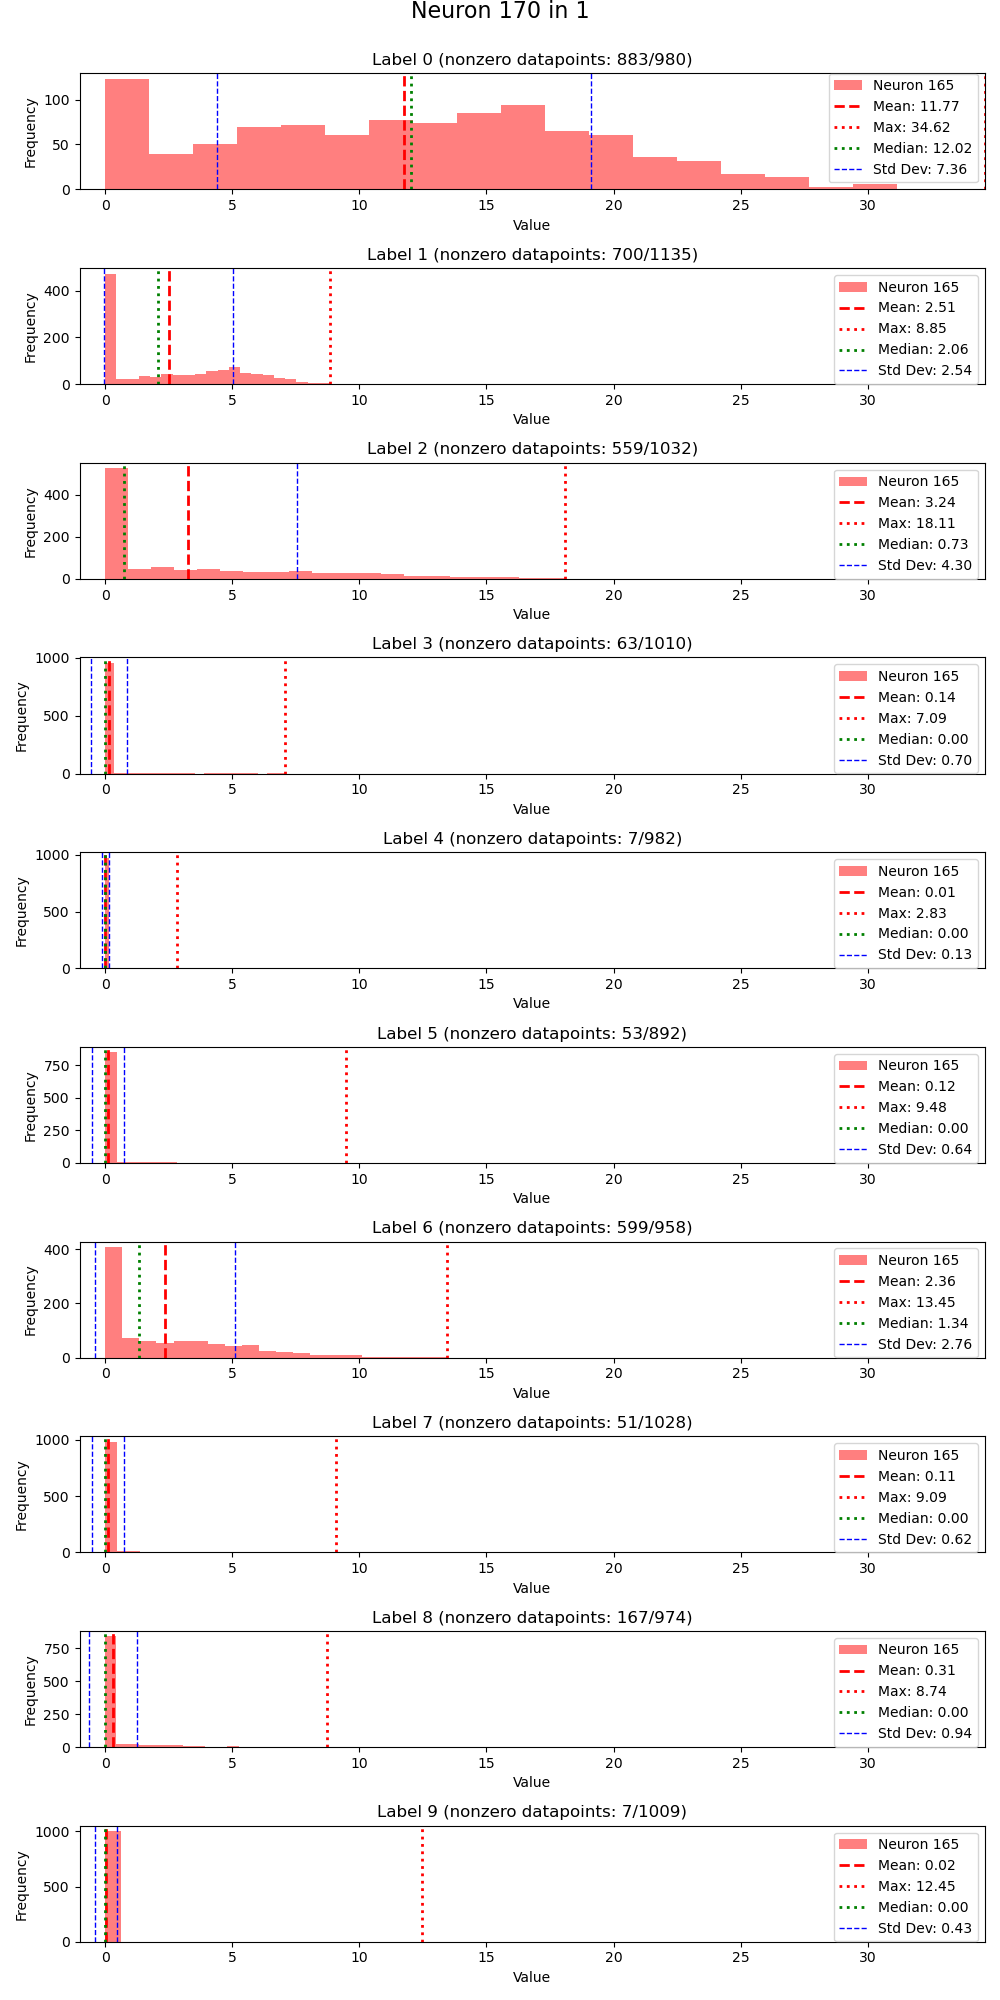 Neuron 170 in 1
Label 0 (nonzero datapoints: 883/980)
Frequency
100
50
0
Neuron 165
Mean: 11.77
Max: 34.62
Median: 12.02
Std Dev: 7.36
0 5 10 15 20 25 30
Value
Label 1 (nonzero datapoints: 700/1135)
Frequency
400
200
0
Neuron 165
Mean: 2.51
Max: 8.85
Median: 2.06
Std Dev: 2.54
0 5 10 15 20 25 30
Value
Label 2 (nonzero datapoints: 559/1032)
Frequency
400
200
0
Neuron 165
Mean: 3.24
Max: 18.11
Median: 0.73
Std Dev: 4.30
0 5 10 15 20 25 30
Value
Label 3 (nonzero datapoints: 63/1010)
Frequency
1000
500
0
Neuron 165
Mean: 0.14
Max: 7.09
Median: 0.00
Std Dev: 0.70
0 5 10 15 20 25 30
Value
Label 4 (nonzero datapoints: 7/982)
Frequency
1000
500
0
Neuron 165
Mean: 0.01
Max: 2.83
Median: 0.00
Std Dev: 0.13
0 5 10 15 20 25 30
Value
Label 5 (nonzero datapoints: 53/892)
Frequency
750
500
250
0
Neuron 165
Mean: 0.12
Max: 9.48
Median: 0.00
Std Dev: 0.64
0 5 10 15 20 25 30
Value
Label 6 (nonzero datapoints: 599/958)
Frequency
400
200
0
Neuron 165
Mean: 2.36
Max: 13.45
Median: 1.34
Std Dev: 2.76
0 5 10 15 20 25 30
Value
Label 7 (nonzero datapoints: 51/1028)
Frequency
1000
500
0
Neuron 165
Mean: 0.11
Max: 9.09
Median: 0.00
Std Dev: 0.62
0 5 10 15 20 25 30
Value
Label 8 (nonzero datapoints: 167/974)
Frequency
750
500
250
0
Neuron 165
Mean: 0.31
Max: 8.74
Median: 0.00
Std Dev: 0.94
0 5 10 15 20 25 30
Value
Label 9 (nonzero datapoints: 7/1009)
Frequency
1000
500
0
Neuron 165
Mean: 0.02
Max: 12.45
Median: 0.00
Std Dev: 0.43
0 5 10 15 20 25 30
Value